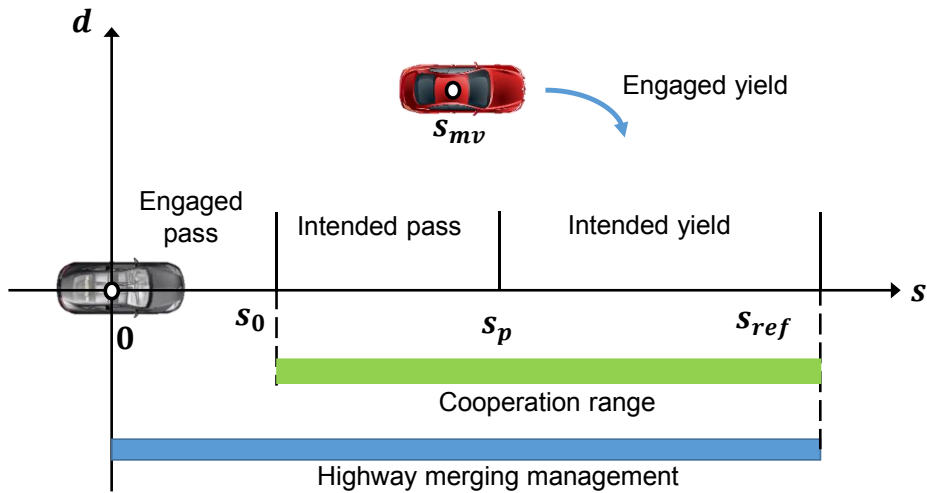 d
Engaged yield
s_mv
Engaged
pass
Intended pass
Intended yield
s
0
s_0
s_p
s_ref
Cooperation range
Highway merging management